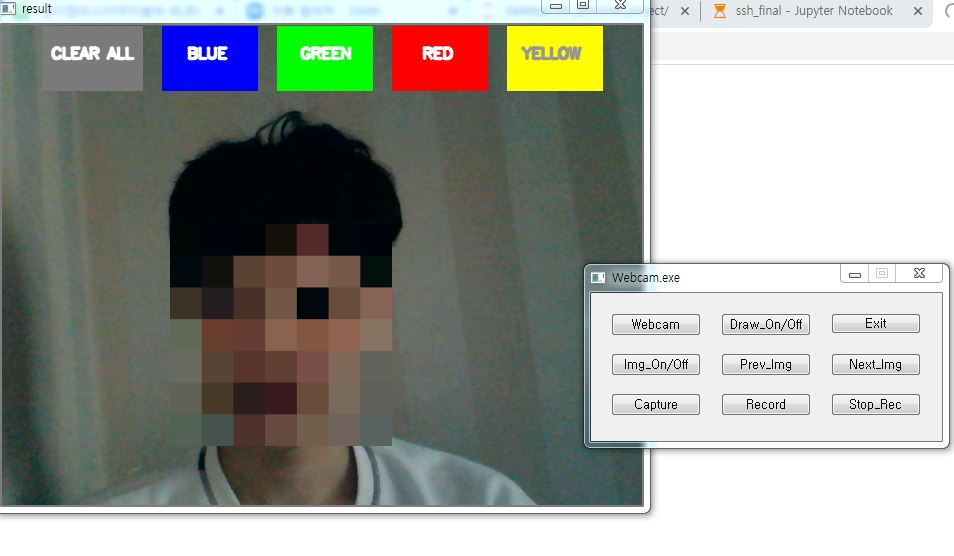 result
ject/
ssh_final - Jupyter Notebook
CLEAR ALL
BLUE
GREEN
RED
YELLOW
Webcam.exe
Webcam
Draw_On/Off
Exit
Img_On/Off
Prev_Img
Next_Img
Capture
Record
Stop_Rec